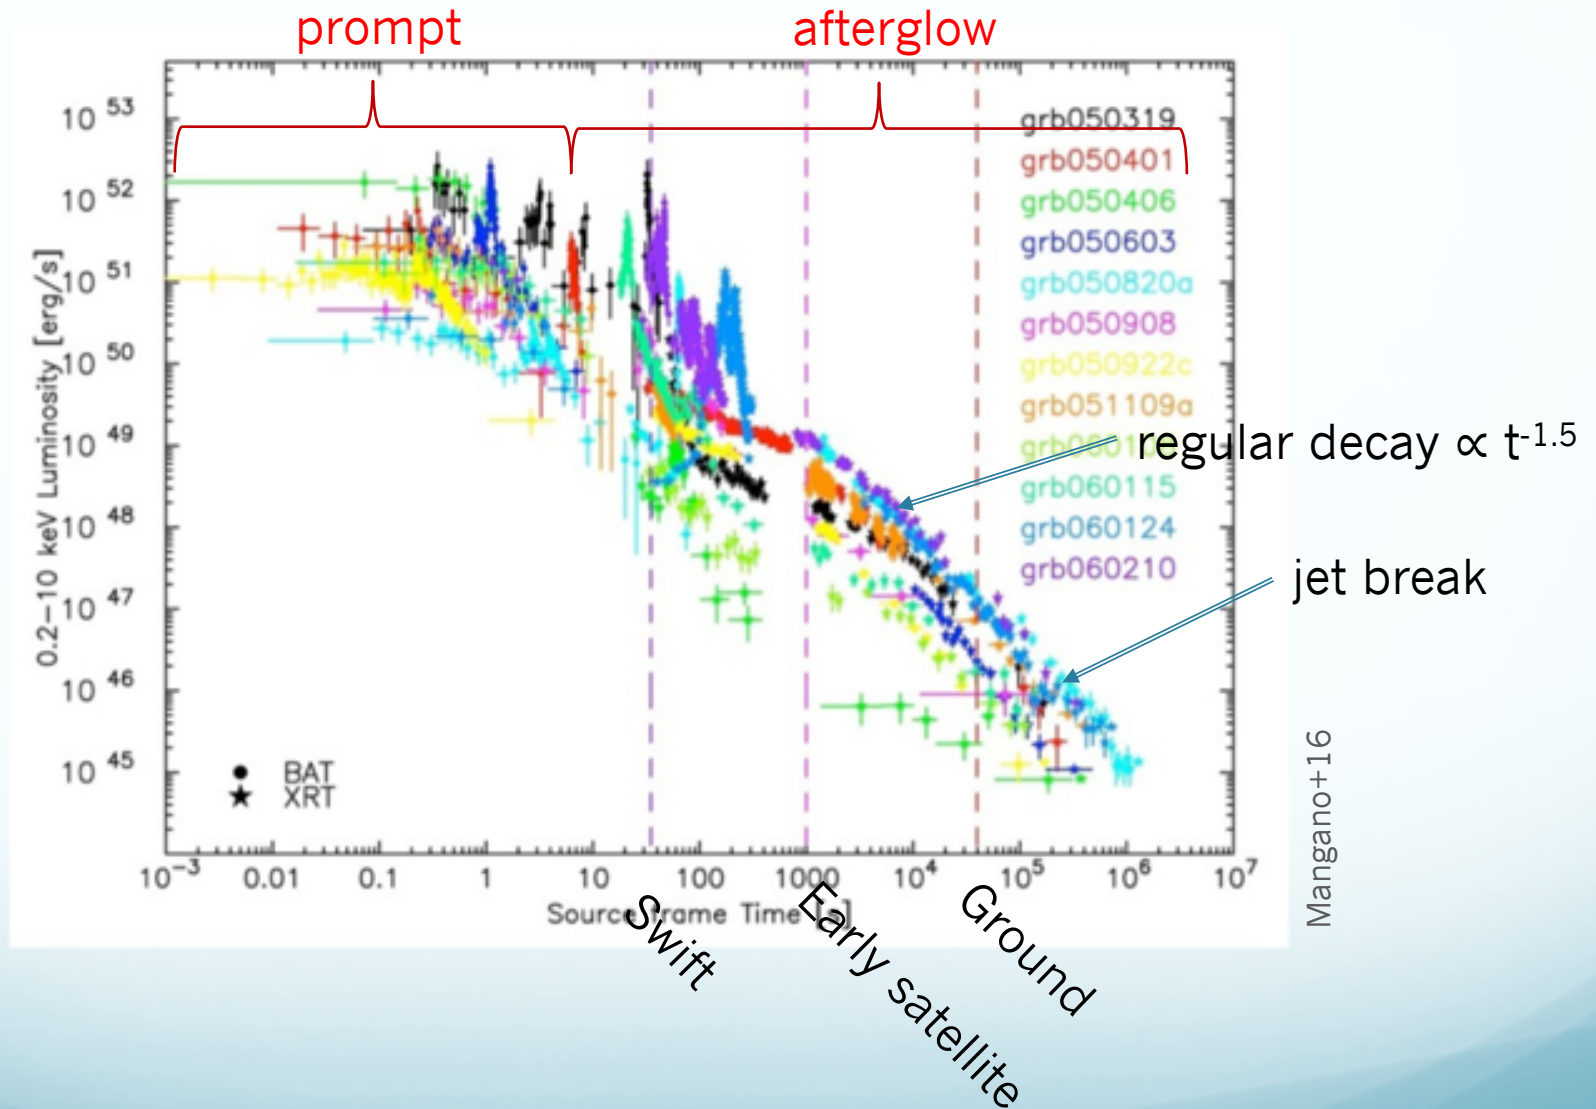 prompt
afterglow
10 53
10 52
10 51
10 50
10 49
10 48
10 47
10 46
10 45
0.2–10 keV Luminosity [erg/s]
grb050319
grb050401
grb050406
grb050603
grb050820a
grb050908
grb050922c
grb051109a
grb060115
grb060124
grb060210
regular decay ∝ t-1.5
jet break
BAT
XRT
10-3 0.01 0.1 1 10 100 1000 104 105 106 107
Source frame Time [s]
Swift
Early satellite
Ground
Mangano+16